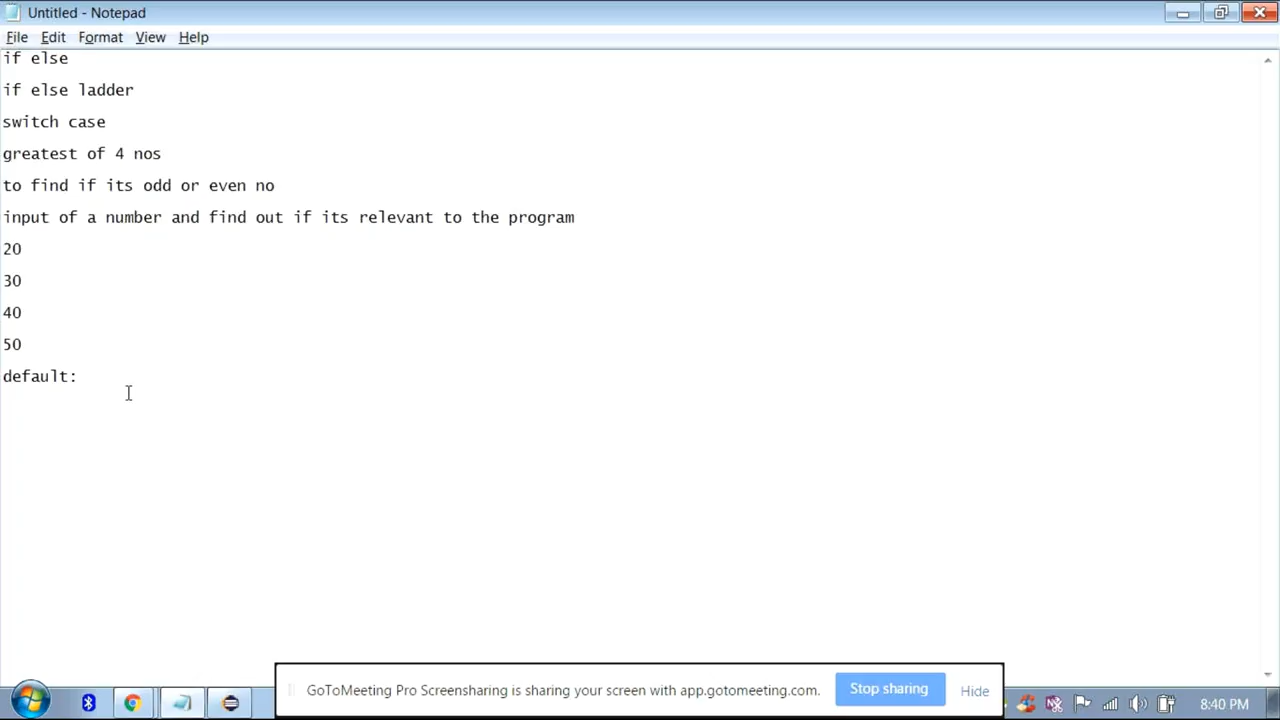 Untitled - Notepad
File Edit Format View Help
if else
if else ladder
switch case
greatest of 4 nos
to find if its odd or even no
input of a number and find out if its relevant to the program
20
30
40
50
default:
GoToMeeting Pro Screensharing is sharing your screen with app.gotomeeting.com. Stop sharing Hide
8:40 PM